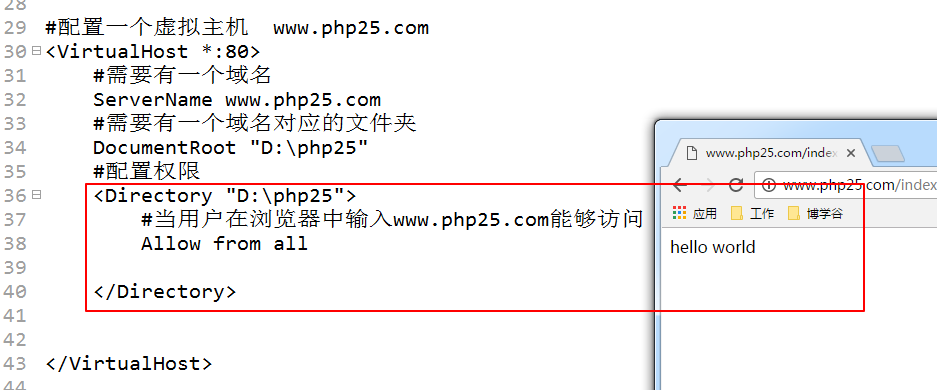 28
29 #配置一个虚拟主机  www.php25.com
30 <VirtualHost *:80>
31 #需要有一个域名
32 ServerName www.php25.com
33 #需要有一个域名对应的文件夹
34 DocumentRoot "D:\php25"
35 #配置权限
36 <Directory "D:\php25">
37 #当用户在浏览器中输入www.php25.com能够访问
38 Allow from all
39
40 </Directory>
41
42
43 </VirtualHost>
44
www.php25.com/index
www.php25.com/index
应用 工作 博学谷
hello world